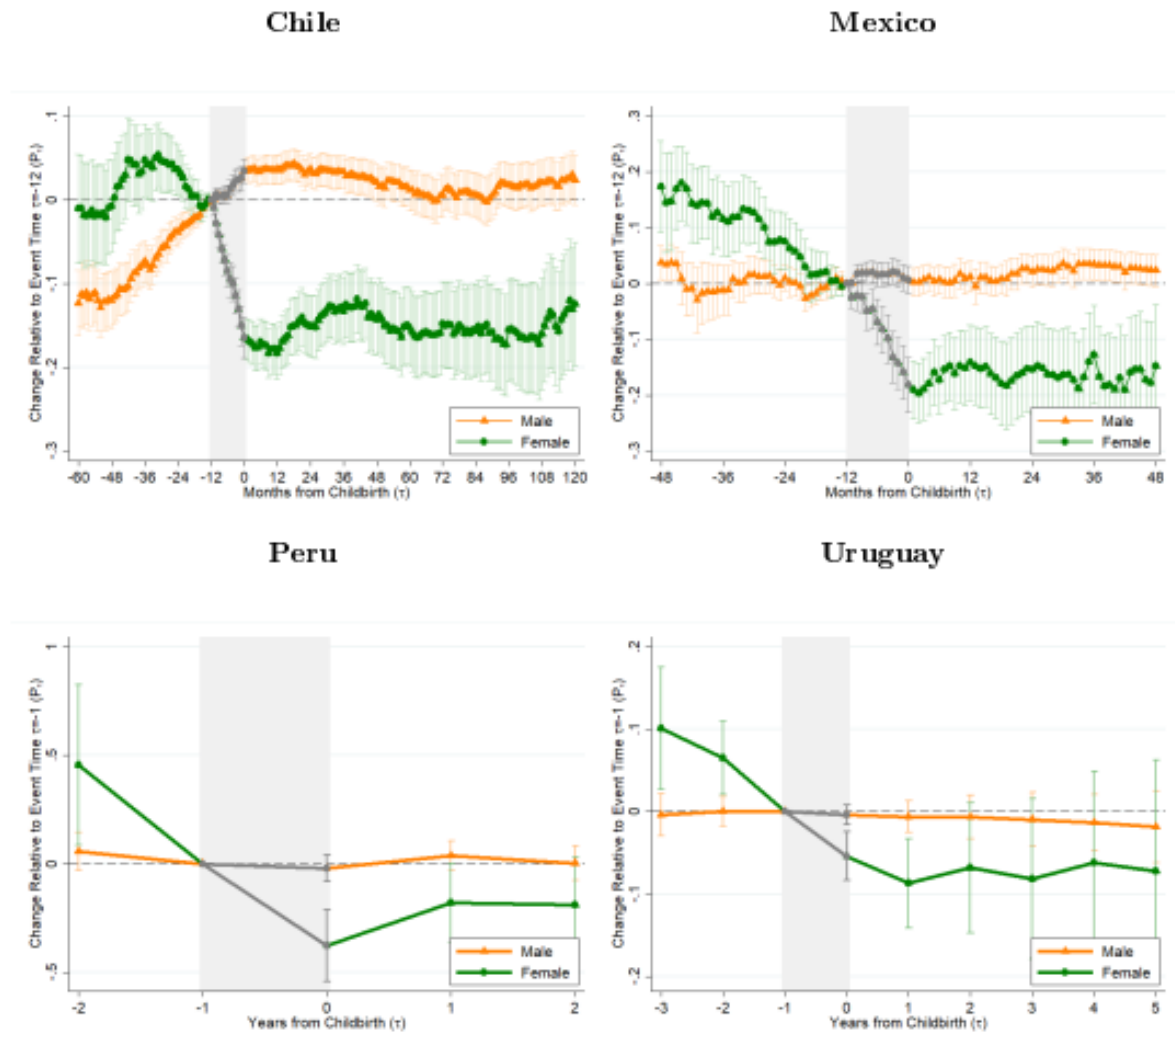 Chile
Mexico
Change Relative to Event Time τ=-12 (Pτ)
.1
0
-.1
-.2
-.3
-60 -48 -36 -24 -12 0 12 24 36 48 60 72 84 96 108 120
Months from Childbirth (τ)
Male
Female
Change Relative to Event Time τ=-12 (Pτ)
.3
.2
.1
0
-.1
-.2
-.3
-48 -36 -24 -12 0 12 24 36 48
Months from Childbirth (τ)
Male
Female
Peru
Uruguay
Change Relative to Event Time τ=-1 (Pτ)
1
.5
0
-.5
-2 -1 0 1 2
Years from Childbirth (τ)
Male
Female
Change Relative to Event Time τ=-1 (Pτ)
.2
.1
0
-.1
-.2
-3 -2 -1 0 1 2 3 4 5
Years from Childbirth (τ)
Male
Female